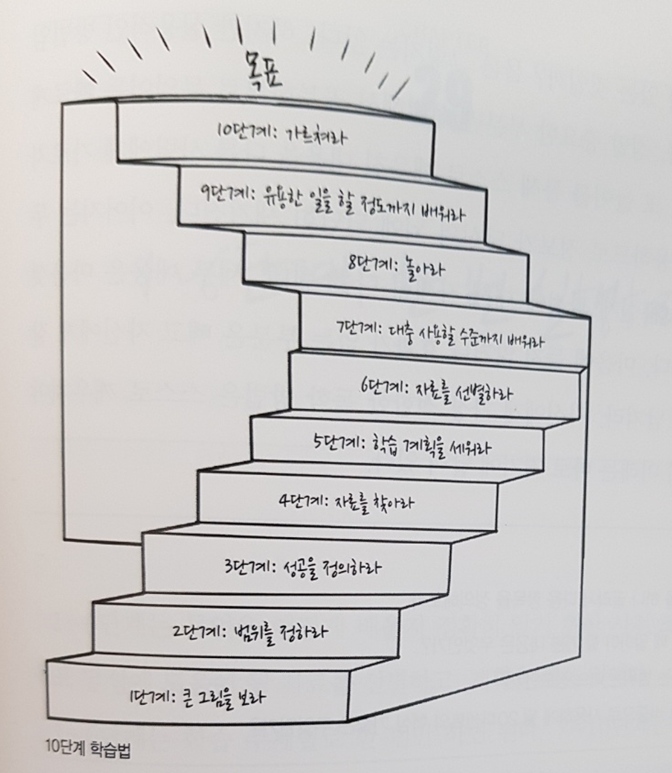 목표
10단계: 가르쳐라
9단계: 유용한 일을 할 정도까지 배워라
8단계: 놀아라
7단계: 대충 사용할 수준까지 배워라
6단계: 자료를 선별하라
5단계: 학습 계획을 세워라
4단계: 자료를 찾아라
3단계: 성공을 정의하라
2단계: 범위를 정하라
1단계: 큰 그림을 보라
10단계 학습법